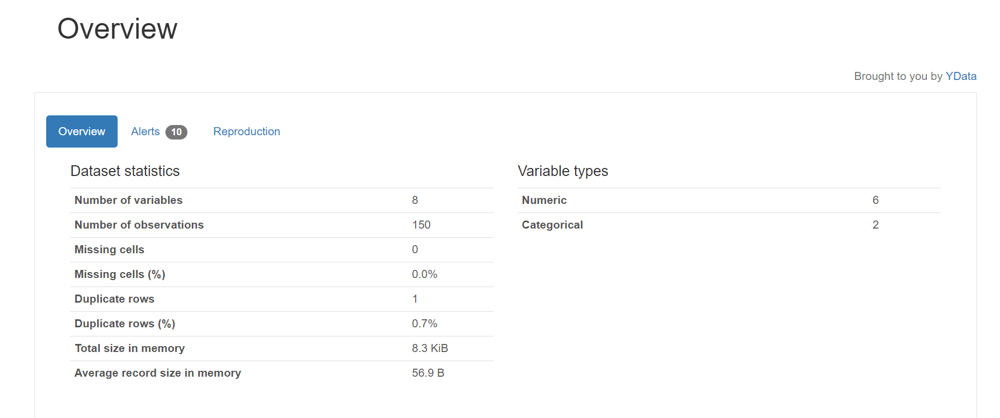 Overview
Brought to you by YData
Overview Alerts 10 Reproduction
Dataset statistics
Number of variables 8
Number of observations 150
Missing cells 0
Missing cells (%) 0.0%
Duplicate rows 1
Duplicate rows (%) 0.7%
Total size in memory 8.3 KiB
Average record size in memory 56.9 B
Variable types
Numeric 6
Categorical 2